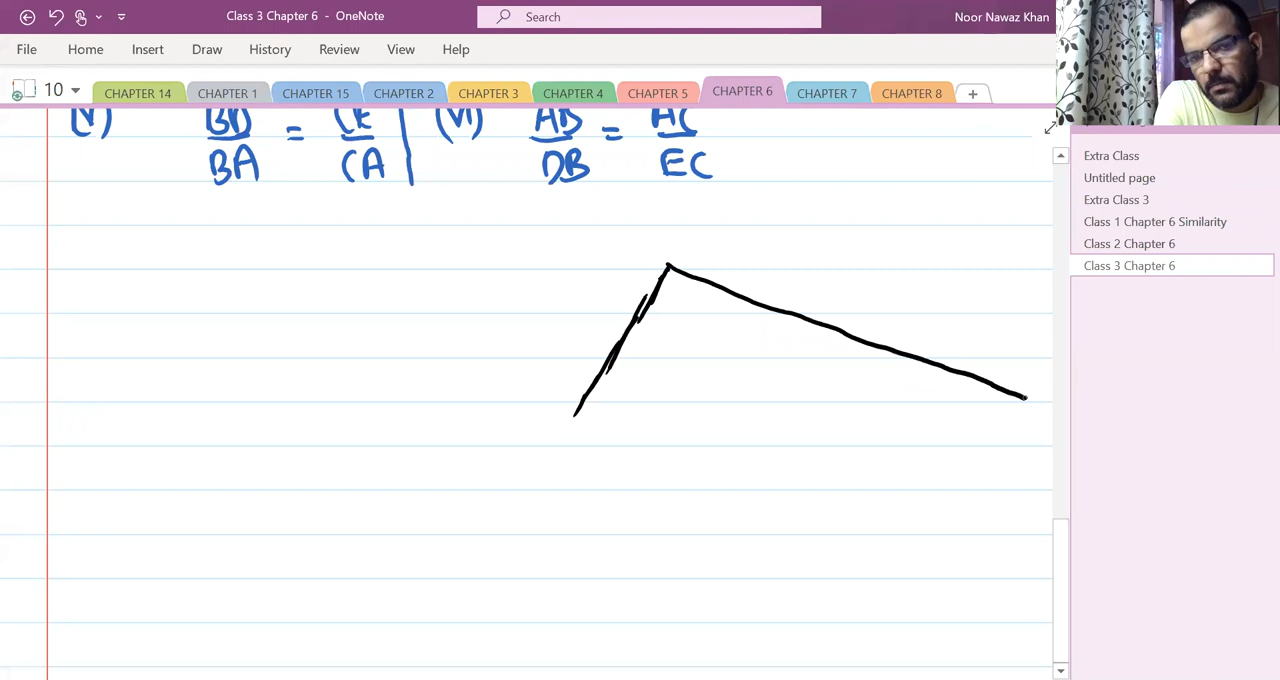 Class 3 Chapter 6 - OneNote
Search
Noor Nawaz Khan
File Home Insert Draw History Review View Help
10 CHAPTER 14 CHAPTER 1 CHAPTER 15 CHAPTER 2 CHAPTER 3 CHAPTER 4 CHAPTER 5 CHAPTER 6 CHAPTER 7 CHAPTER 8 +
(V) BD/BA = CE/CA | (VI) AB/DB = AC/EC
Extra Class
Untitled page
Extra Class 3
Class 1 Chapter 6 Similarity
Class 2 Chapter 6
Class 3 Chapter 6